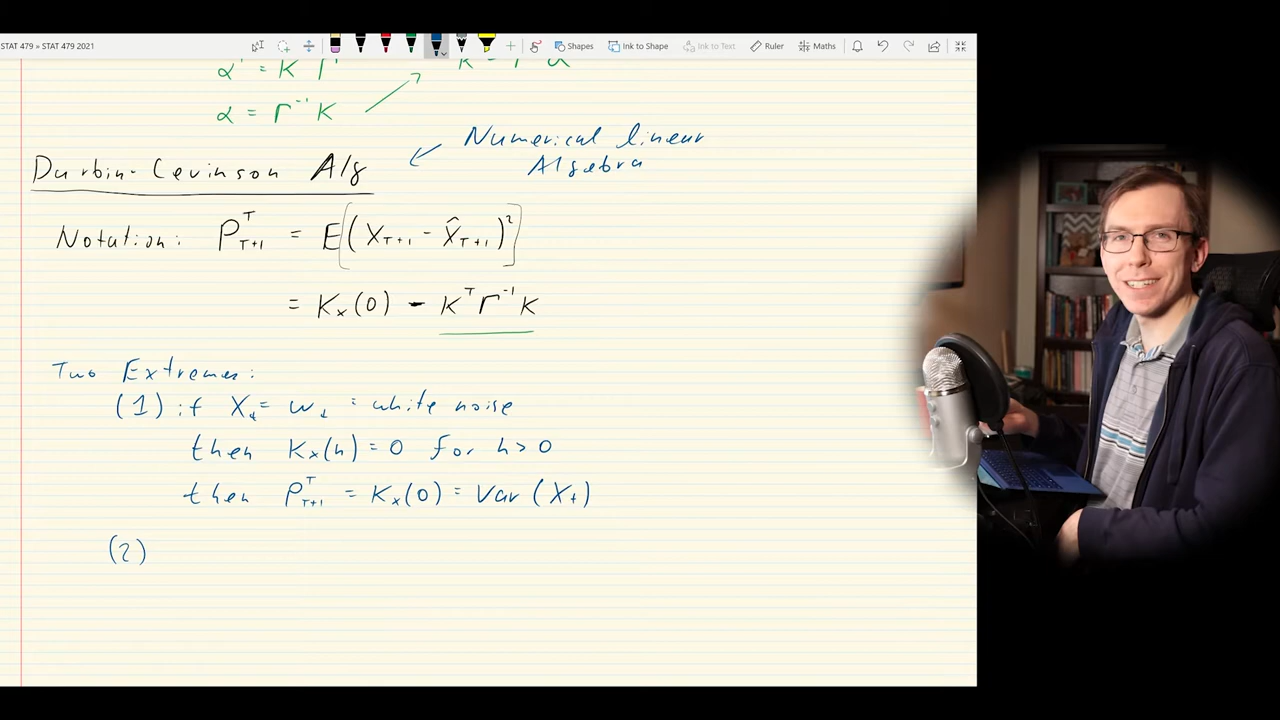 STAT 479 » STAT 479 2021
Shapes
Ink to Shape
Ink to Text
Ruler
Maths
α = Γ⁻¹ K
Numerical linear
Algebra
Durbin-Levinson Alg
Notation: P^T_{T+1} = E[(X_{T+1} - X̂_{T+1})²]
= K_x(0) - K^T Γ⁻¹ K
Two Extremes:
(1) if X_t = w_t = white noise
then K_x(h) = 0 for h > 0
then P^T_{T+1} = K_x(0) = Var(X_t)
(2)